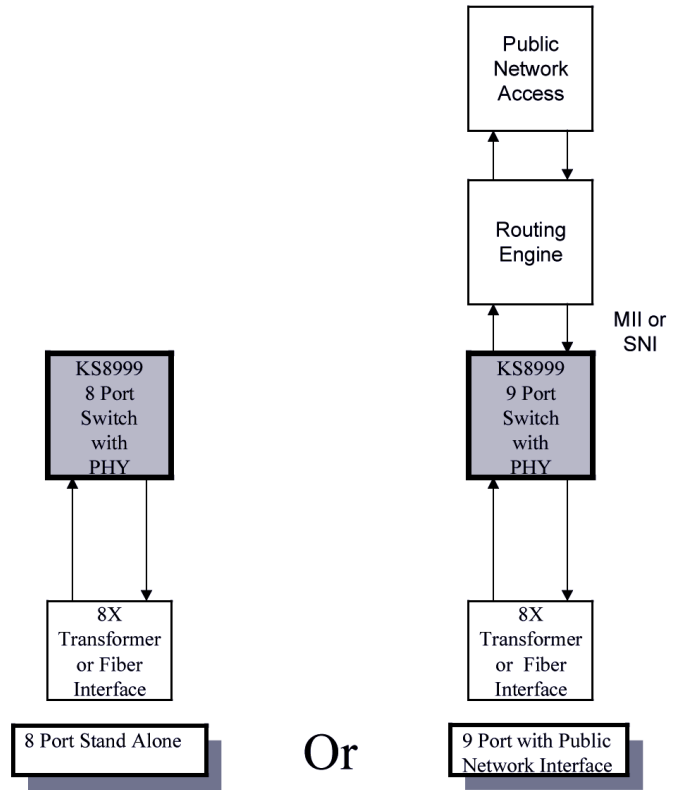 Public
Network
Access
Routing
Engine
MII or
SNI
KS8999
8 Port
Switch
with
PHY
KS8999
9 Port
Switch
with
PHY
8X
Transformer
or Fiber
Interface
8X
Transformer
or Fiber
Interface
8 Port Stand Alone
Or
9 Port with Public
Network Interface